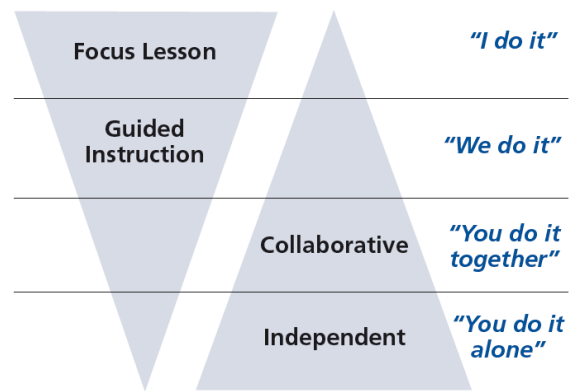 Focus Lesson
"I do it"
Guided
Instruction
"We do it"
Collaborative
"You do it
together"
Independent
"You do it
alone"